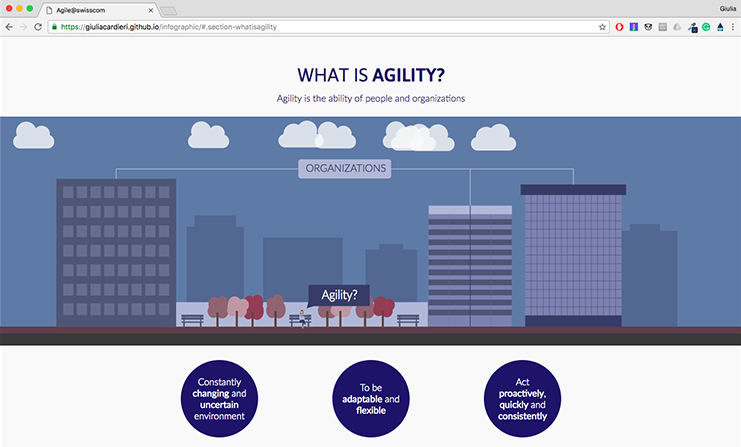 Agile@swisscom
Giulia
https://giuliacardieri.github.io/infographic/#.section-whatisagility
WHAT IS AGILITY?
Agility is the ability of people and organizations
ORGANIZATIONS
Agility?
Constantly
changing and
uncertain
environment
To be
adaptable and
flexible
Act
proactively,
quickly and
consistently